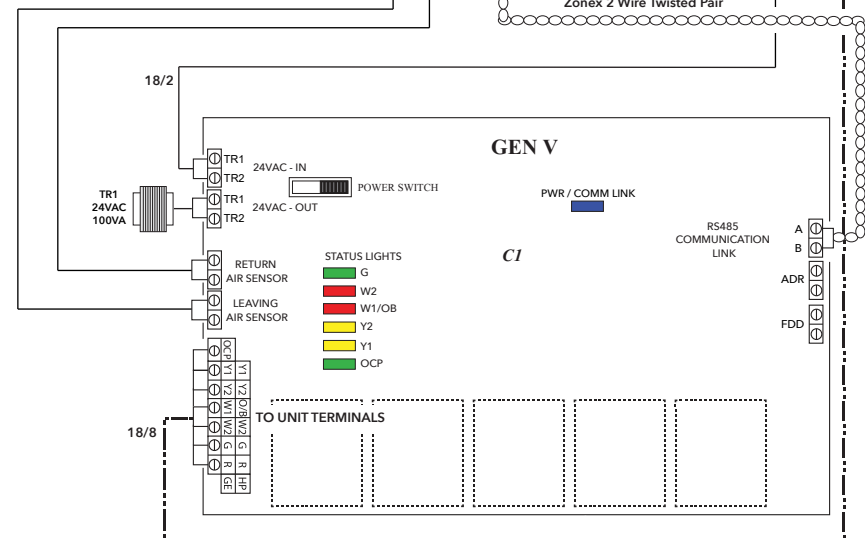 Zonex 2 Wire Twisted Pair
18/2
GEN V
TR1
TR2
24VAC - IN
TR1
TR2
24VAC - OUT
POWER SWITCH
PWR / COMM LINK
TR1
24VAC
100VA
RS485
COMMUNICATION
LINK
A
B
C1
RETURN
AIR SENSOR
LEAVING
AIR SENSOR
STATUS LIGHTS
G
W2
W1/OB
Y2
Y1
OCP
ADR
FDD
OCP
Y1 Y1
Y2 Y2
W1 O/B
W2 W2
G G
R R
GE HP
TO UNIT TERMINALS
18/8